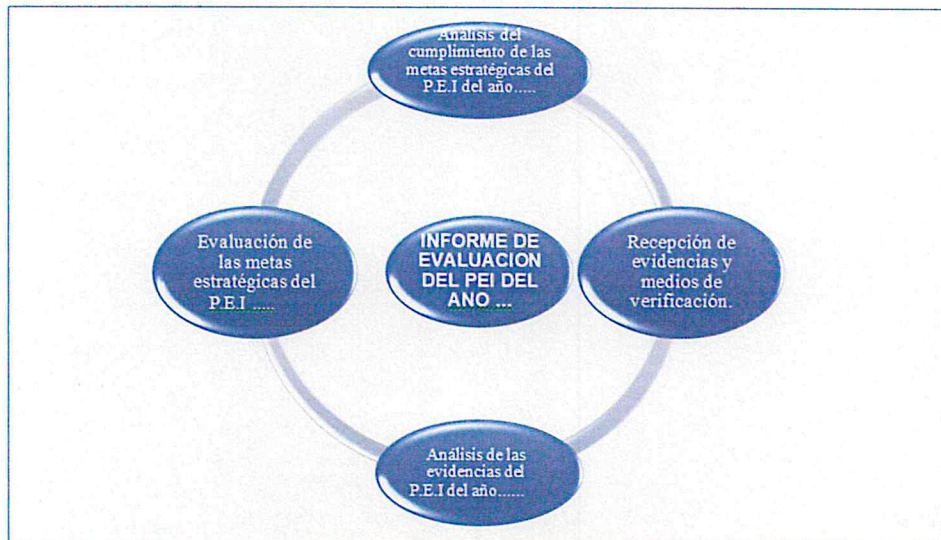 Análisis del
cumplimiento de las
metas estratégicas del
P.E.I del año.....
Evaluación de
las metas
estratégicas del
P.E.I .....
INFORME DE
EVALUACION
DEL PEI DEL
ANO ...
Recepción de
evidencias y
medios de
verificación.
Análisis de las
evidencias del
P.E.I del año......